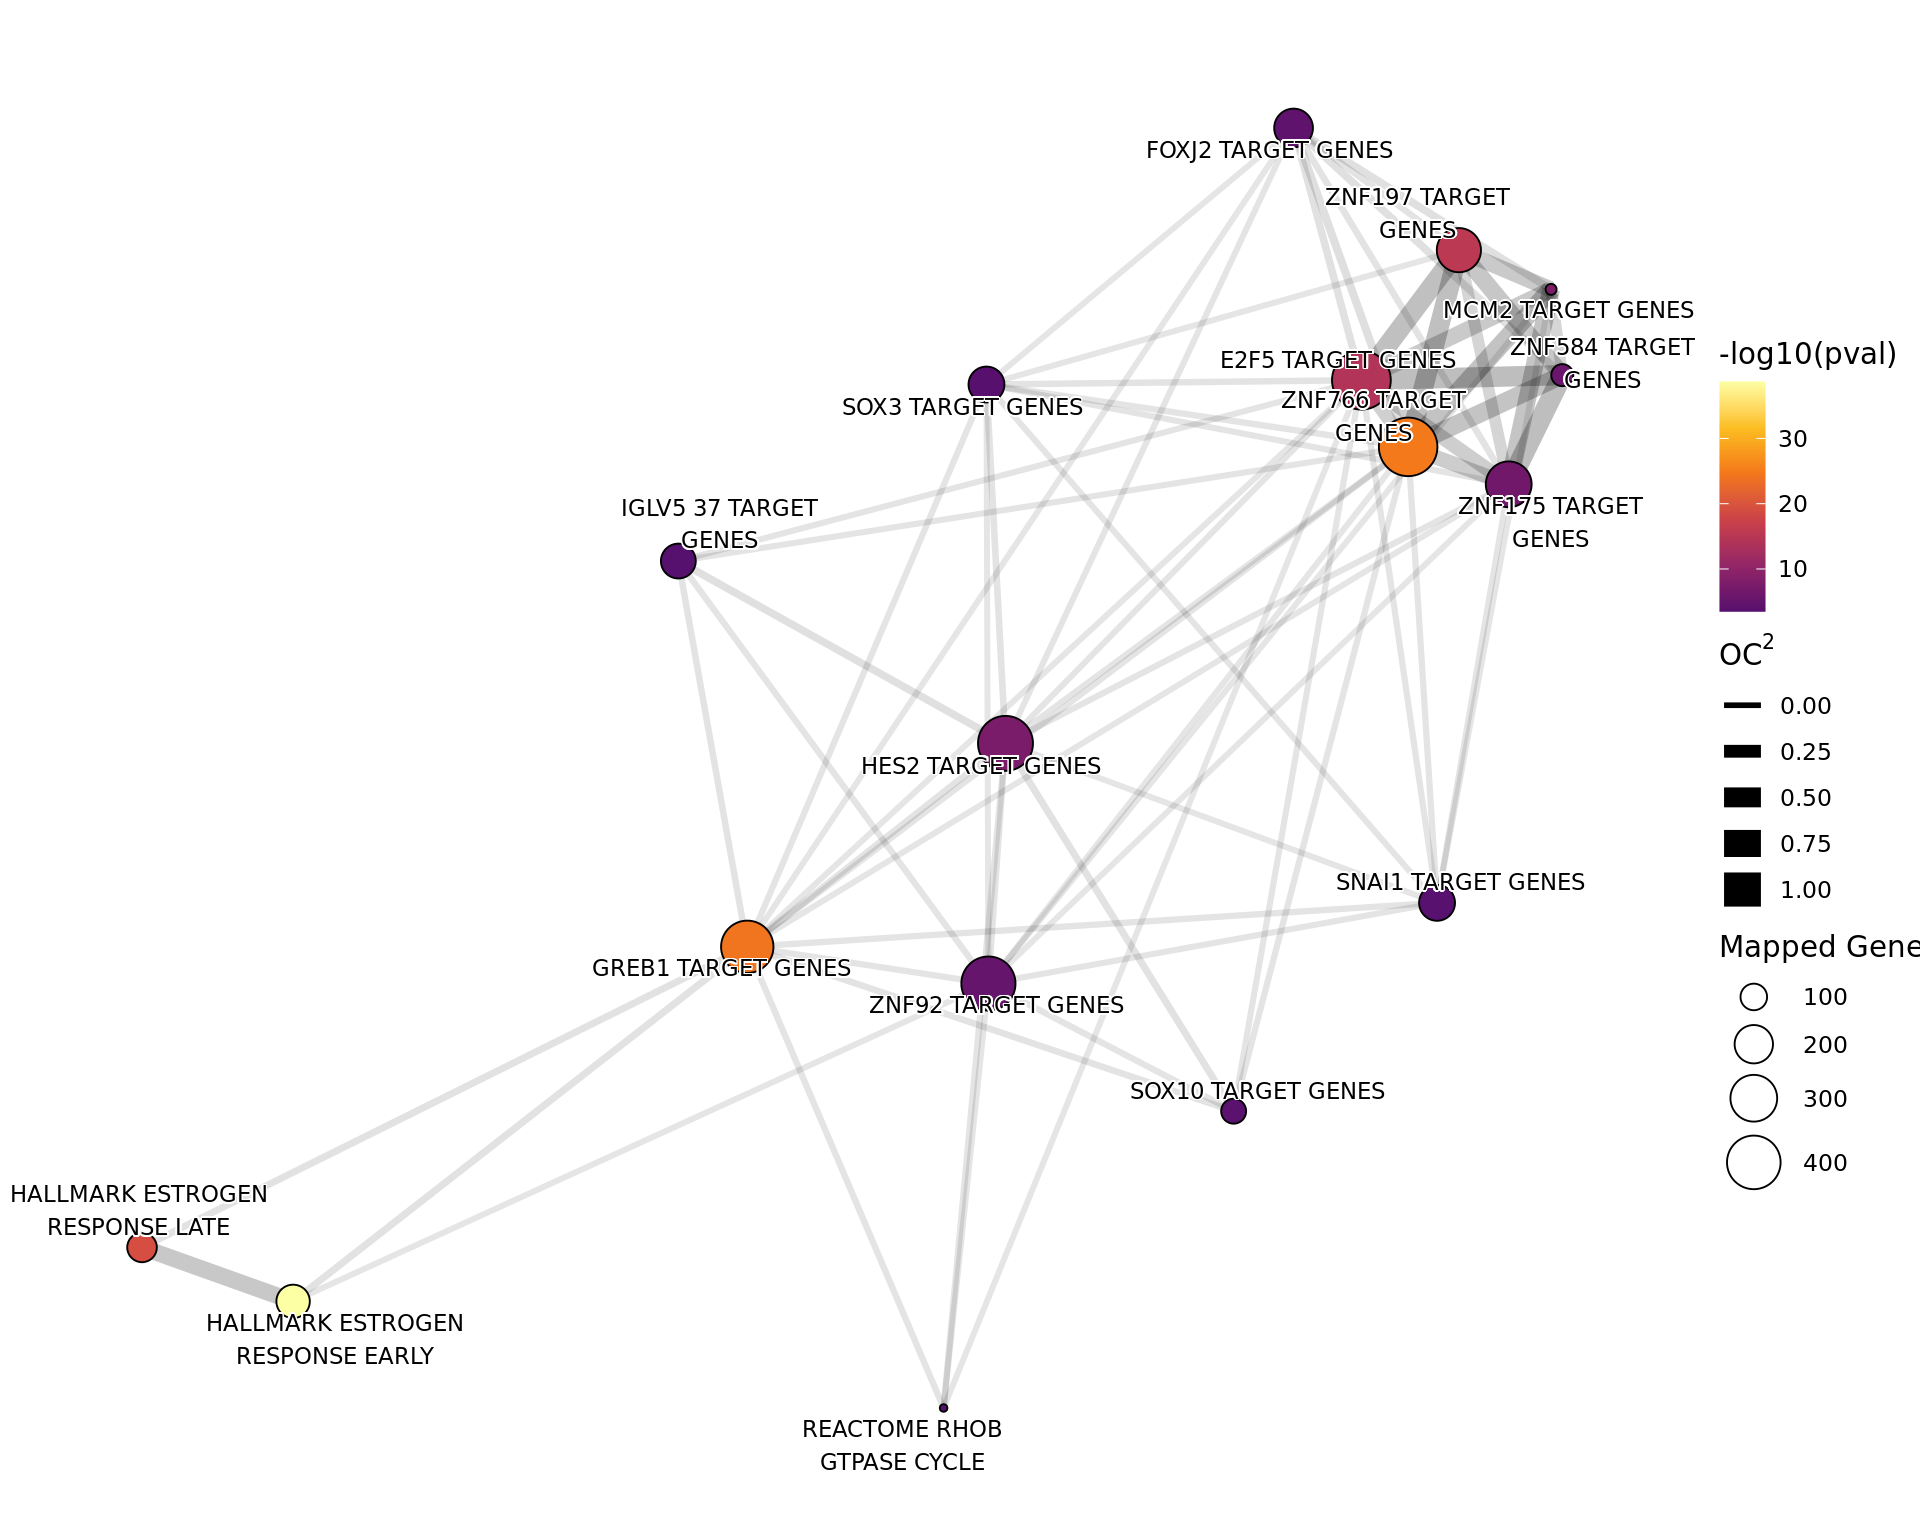 FOXJ2 TARGET GENES
ZNF197 TARGET
GENES
MCM2 TARGET GENES
ZNF584 TARGET
GENES
E2F5 TARGET GENES
ZNF766 TARGET
GENES
SOX3 TARGET GENES
IGLV5 37 TARGET
GENES
ZNF175 TARGET
GENES
HES2 TARGET GENES
SNAI1 TARGET GENES
GREB1 TARGET GENES
ZNF92 TARGET GENES
SOX10 TARGET GENES
HALLMARK ESTROGEN
RESPONSE LATE
HALLMARK ESTROGEN
RESPONSE EARLY
REACTOME RHOB
GTPASE CYCLE
-log10(pval)
30
20
10
OC²
0.00
0.25
0.50
0.75
1.00
Mapped Gene
100
200
300
400